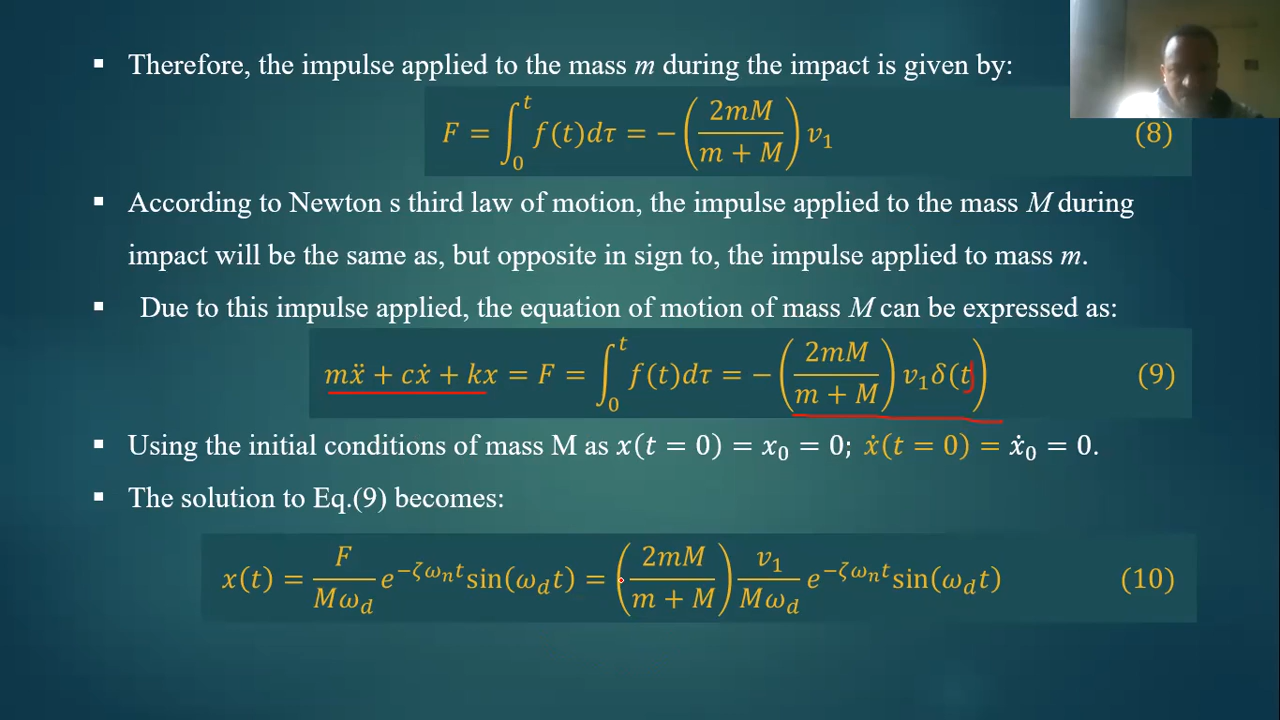 ▪ Therefore, the impulse applied to the mass m during the impact is given by:
F = ∫₀ᵗ f(t)dτ = −(2mM/(m + M)) v₁ (8)
▪ According to Newton s third law of motion, the impulse applied to the mass M during
impact will be the same as, but opposite in sign to, the impulse applied to mass m.
▪ Due to this impulse applied, the equation of motion of mass M can be expressed as:
mẍ + cẋ + kx = F = ∫₀ᵗ f(t)dτ = −((2mM/(m + M)) v₁δ(t)) (9)
▪ Using the initial conditions of mass M as x(t = 0) = x₀ = 0; ẋ(t = 0) = ẋ₀ = 0.
▪ The solution to Eq.(9) becomes:
x(t) = (F/(Mω_d)) e^(−ζω_n t) sin(ω_d t) = (2mM/(m + M)) (v₁/(Mω_d)) e^(−ζω_n t) sin(ω_d t) (10)